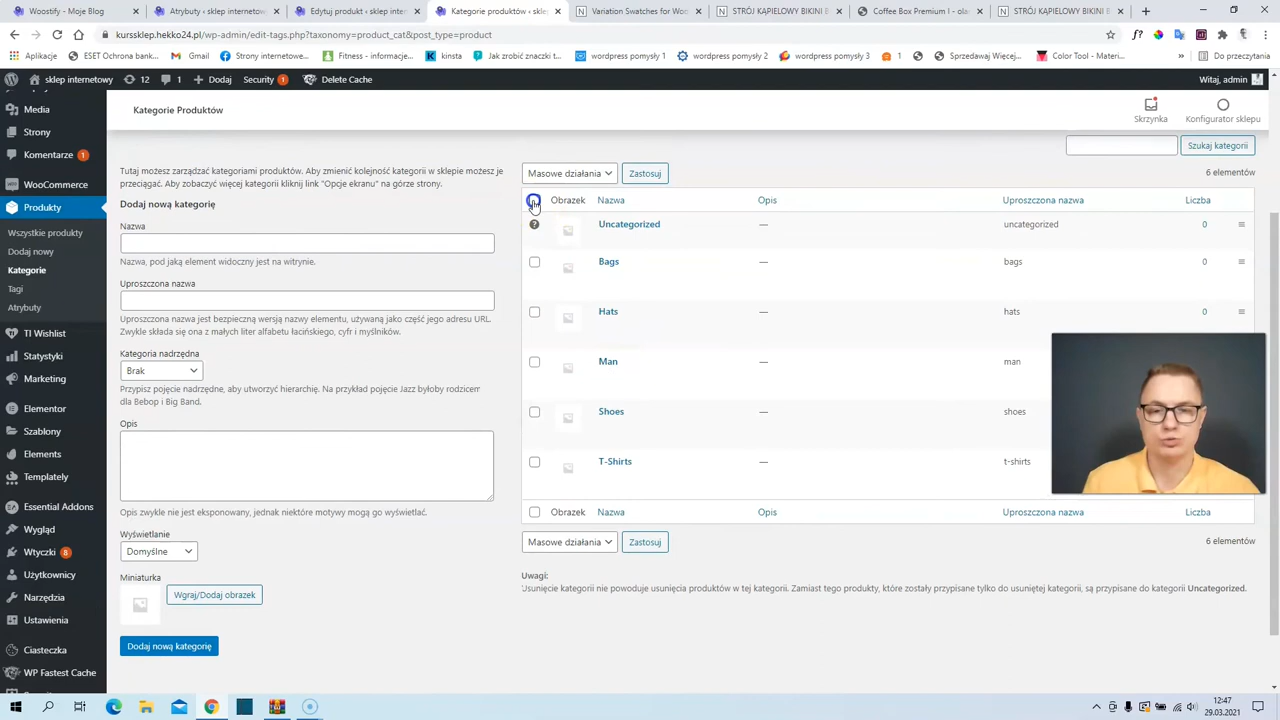 Woostify - Ustawienia
Aktywny - Ustawienia
Edytuj produkt ‹ sklep intern
Kategorie produktów ‹ skle
Variation Swatches for Woo
STRÓJ KĄPIELOWY BIKINI B
Coffee Box Premium I - ola
STRÓJ KĄPIELOWY BIKINI B
kurssklep.hekko24.pl/wp-admin/edit-tags.php?taxonomy=product_cat&post_type=product
Aplikacje
ESET Ochrona ban...
Strony internetowe...
Fitness - informacje...
kinsta
Jak zrobić znaczki t...
wordpress pomysły 1
wordpress pomysły 2
wordpress pomysły 3
1
Sprzedawaj Więcej,...
Color Tool - Materi...
»
Do przeczytania
sklep internetowy
12
1
Dodaj
Security 1
Delete Cache
Witaj, admin
Media
Strony
Komentarze 1
WooCommerce
Produkty
Wszystkie produkty
Dodaj nowy
Kategorie
Tagi
Atrybuty
TI Wishlist
Statystyki
Marketing
Elementor
Szablony
Elements
Templately
Essential Addons
Wygląd
Wtyczki 8
Użytkownicy
Narzędzia
Ustawienia
Ciasteczka
WP Fastest Cache
Kategorie Produktów
Skrzynka
Konfigurator sklepu
Tutaj możesz zarządzać kategoriami produktów. Aby zmienić kolejność kategorii w sklepie możesz je
przeciągać. Aby zobaczyć więcej kategorii kliknij link "Opcje ekranu" na górze strony.
Dodaj nową kategorię
Nazwa
Nazwa, pod jaką element widoczny jest na witrynie.
Uproszczona nazwa
Uproszczona nazwa jest bezpieczną wersją nazwy elementu, używaną jako część jego adresu URL.
Zwykle składa się ona z małych liter alfabetu łacińskiego, cyfr i myślników.
Kategoria nadrzędna
Brak
Przypisz pojęcie nadrzędne, aby utworzyć hierarchię. Na przykład pojęcie Jazz byłoby rodzicem
dla Bebop i Big Band.
Opis
Opis zwykle nie jest eksponowany, jednak niektóre motywy mogą go wyświetlać.
Wyświetlanie
Domyślne
Miniaturka
Wgraj/Dodaj obrazek
Dodaj nową kategorię
Szukaj kategorii
Masowe działania
Zastosuj
6 elementów
Obrazek Nazwa Opis Uproszczona nazwa Liczba
Uncategorized — uncategorized 0
Bags — bags 0
Hats — hats 0
Man — man
Shoes — shoes
T-Shirts — t-shirts
Obrazek Nazwa Opis Uproszczona nazwa Liczba
Masowe działania
Zastosuj
6 elementów
Uwagi:
Usunięcie kategorii nie powoduje usunięcia produktów w tej kategorii. Zamiast tego produkty, które zostały przypisane tylko do usuniętej kategorii, są przypisane do kategorii Uncategorized.
12:47
29.03.2021